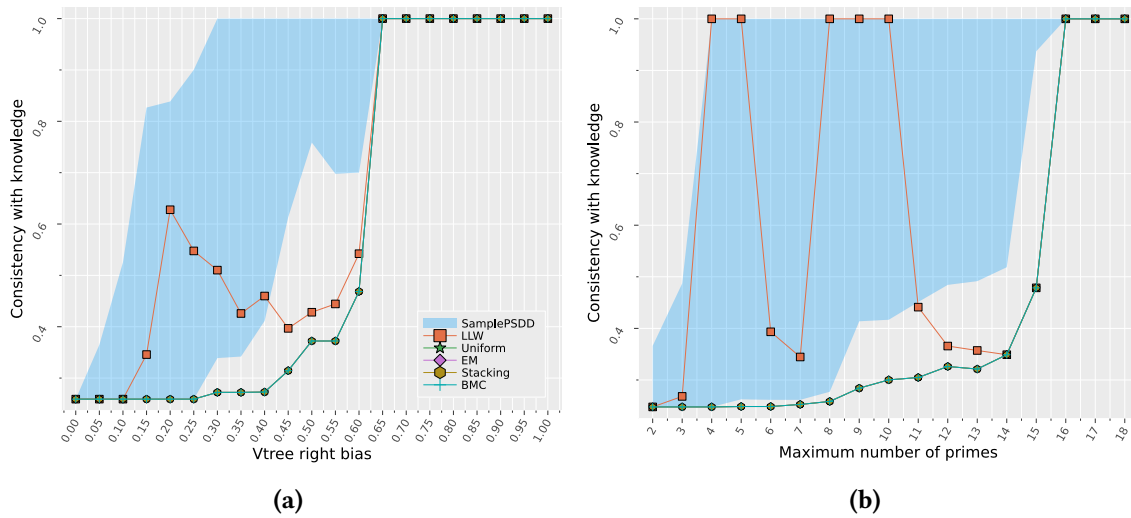 1.0
0.8
0.6
0.4
Consistency with knowledge
SamplePSDD
LLW
Uniform
EM
Stacking
BMC
0.00 0.05 0.10 0.15 0.20 0.25 0.30 0.35 0.40 0.45 0.50 0.55 0.60 0.65 0.70 0.75 0.80 0.85 0.90 0.95 1.00
Vtree right bias
(a)
1.0
0.8
0.6
0.4
Consistency with knowledge
2 3 4 5 6 7 8 9 10 11 12 13 14 15 16 17 18
Maximum number of primes
(b)